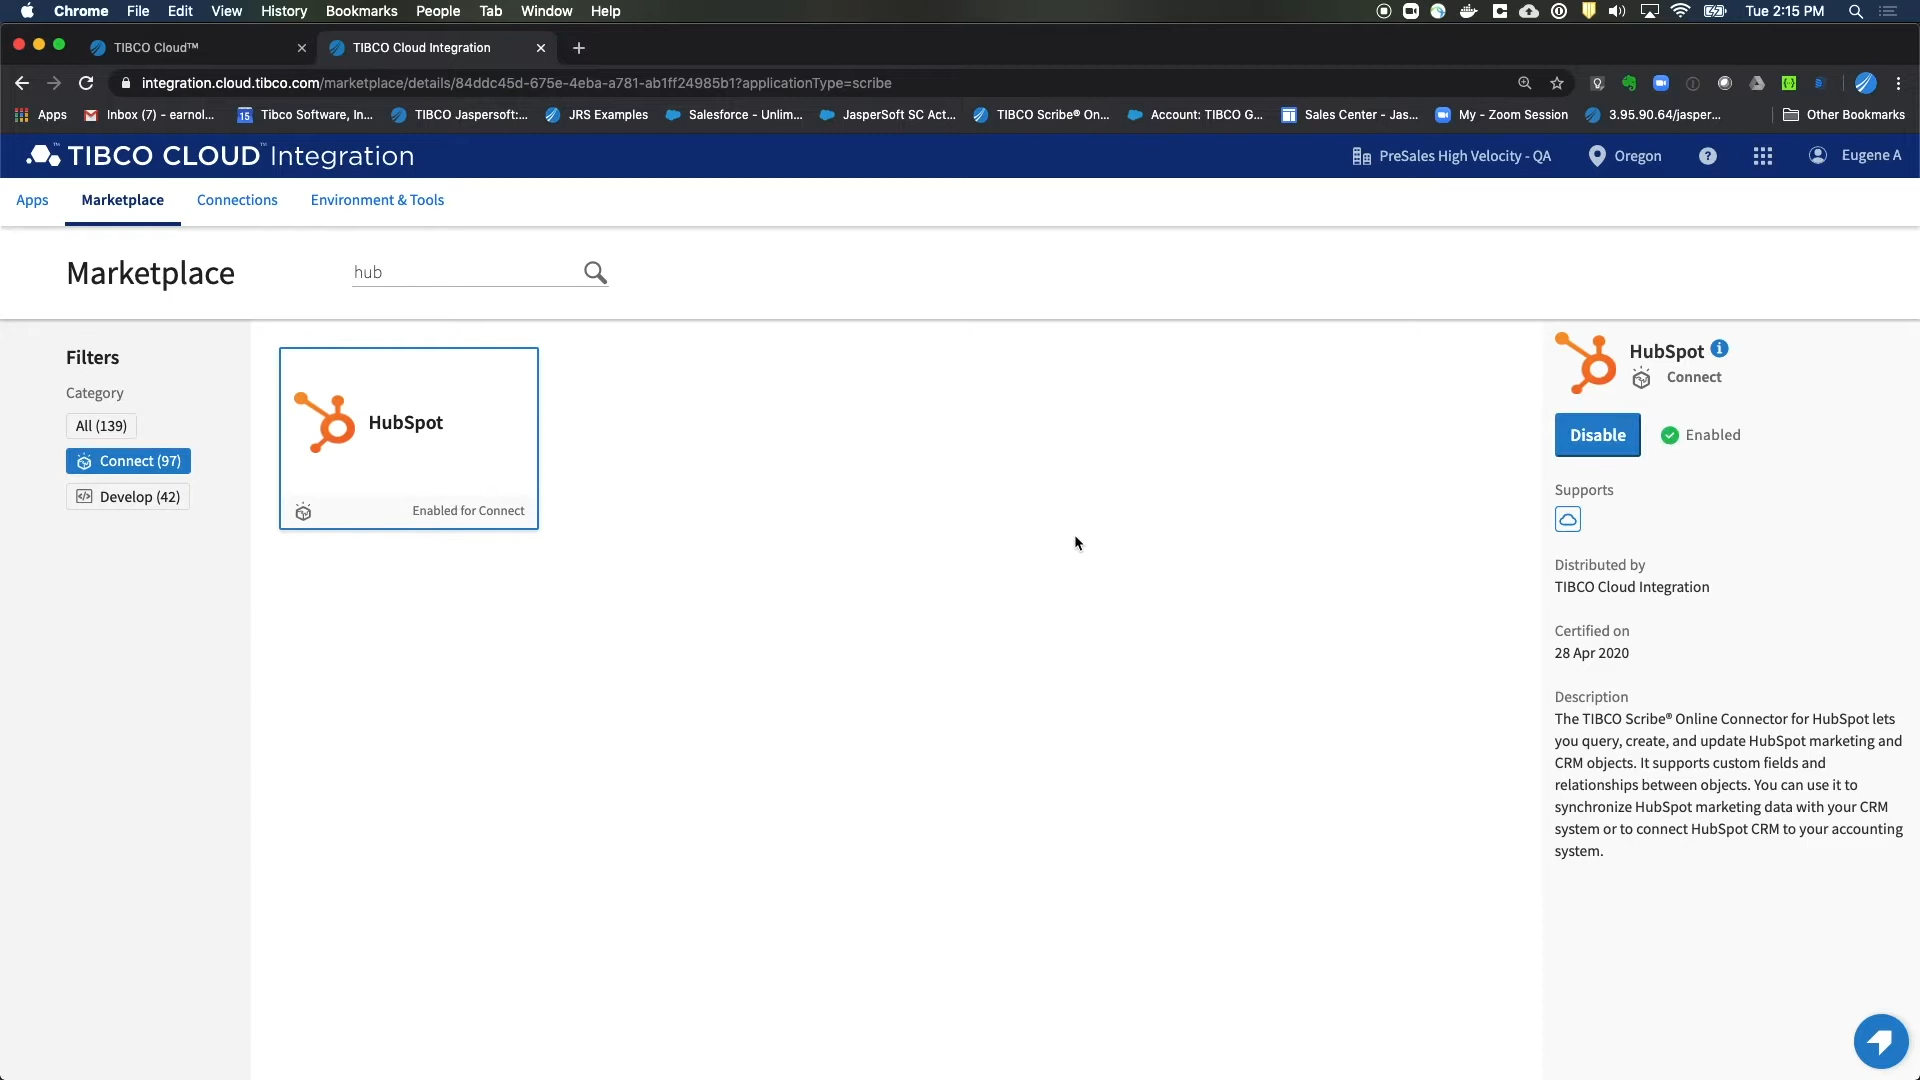 Chrome File Edit View History Bookmarks People Tab Window Help Tue 2:15 PM
TIBCO Cloud™ TIBCO Cloud Integration
integration.cloud.tibco.com/marketplace/details/84ddc45d-675e-4eba-a781-ab1ff24985b1?applicationType=scribe
Apps Inbox (7) - earnol... 15 Tibco Software, In... TIBCO Jaspersoft:... JRS Examples Salesforce - Unlim... JasperSoft SC Act... TIBCO Scribe® On... Account: TIBCO G... Sales Center - Jas... My - Zoom Session 3.95.90.64/jasper... Other Bookmarks
TIBCO CLOUD™ Integration PreSales High Velocity - QA Oregon ? Eugene A
Apps Marketplace Connections Environment & Tools
Marketplace hub
Filters
Category
All (139)
Connect (97)
Develop (42)
HubSpot
Enabled for Connect
HubSpot
Connect
Disable Enabled
Supports
Distributed by
TIBCO Cloud Integration
Certified on
28 Apr 2020
Description
The TIBCO Scribe® Online Connector for HubSpot lets
you query, create, and update HubSpot marketing and
CRM objects. It supports custom fields and
relationships between objects. You can use it to
synchronize HubSpot marketing data with your CRM
system or to connect HubSpot CRM to your accounting
system.